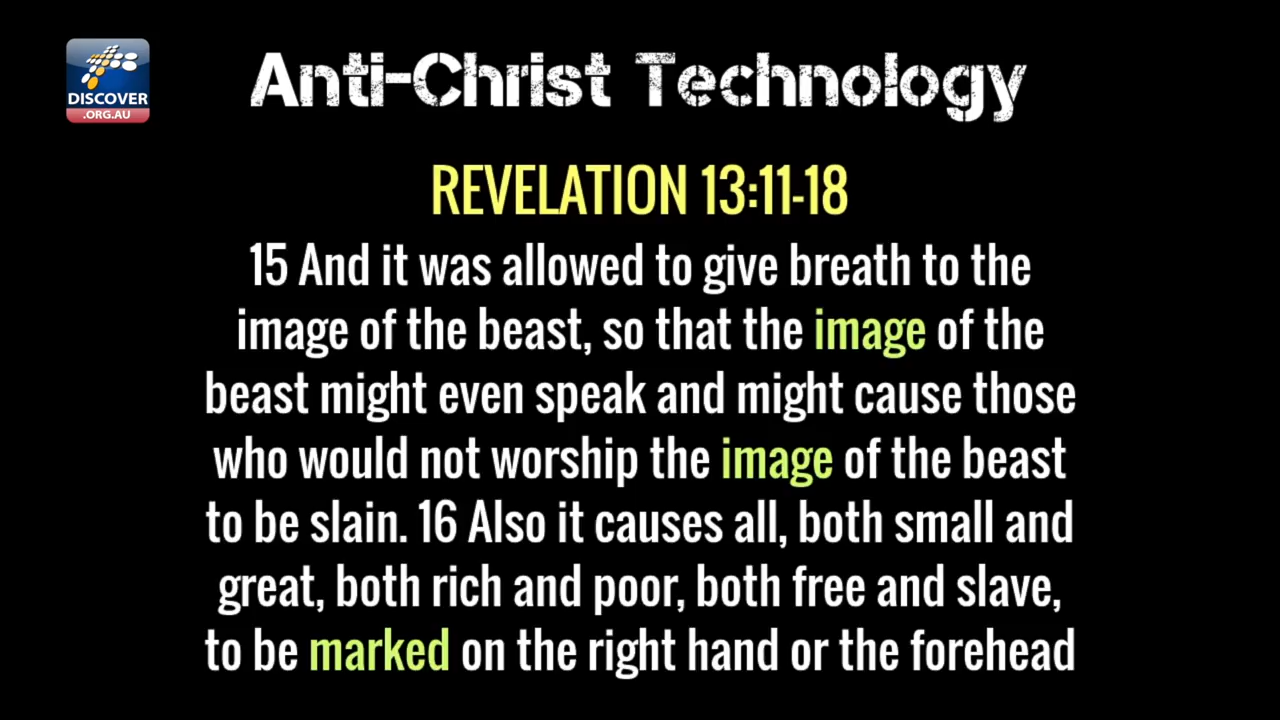 DISCOVER
.ORG.AU
Anti-Christ Technology
REVELATION 13:11-18
15 And it was allowed to give breath to the
image of the beast, so that the image of the
beast might even speak and might cause those
who would not worship the image of the beast
to be slain. 16 Also it causes all, both small and
great, both rich and poor, both free and slave,
to be marked on the right hand or the forehead